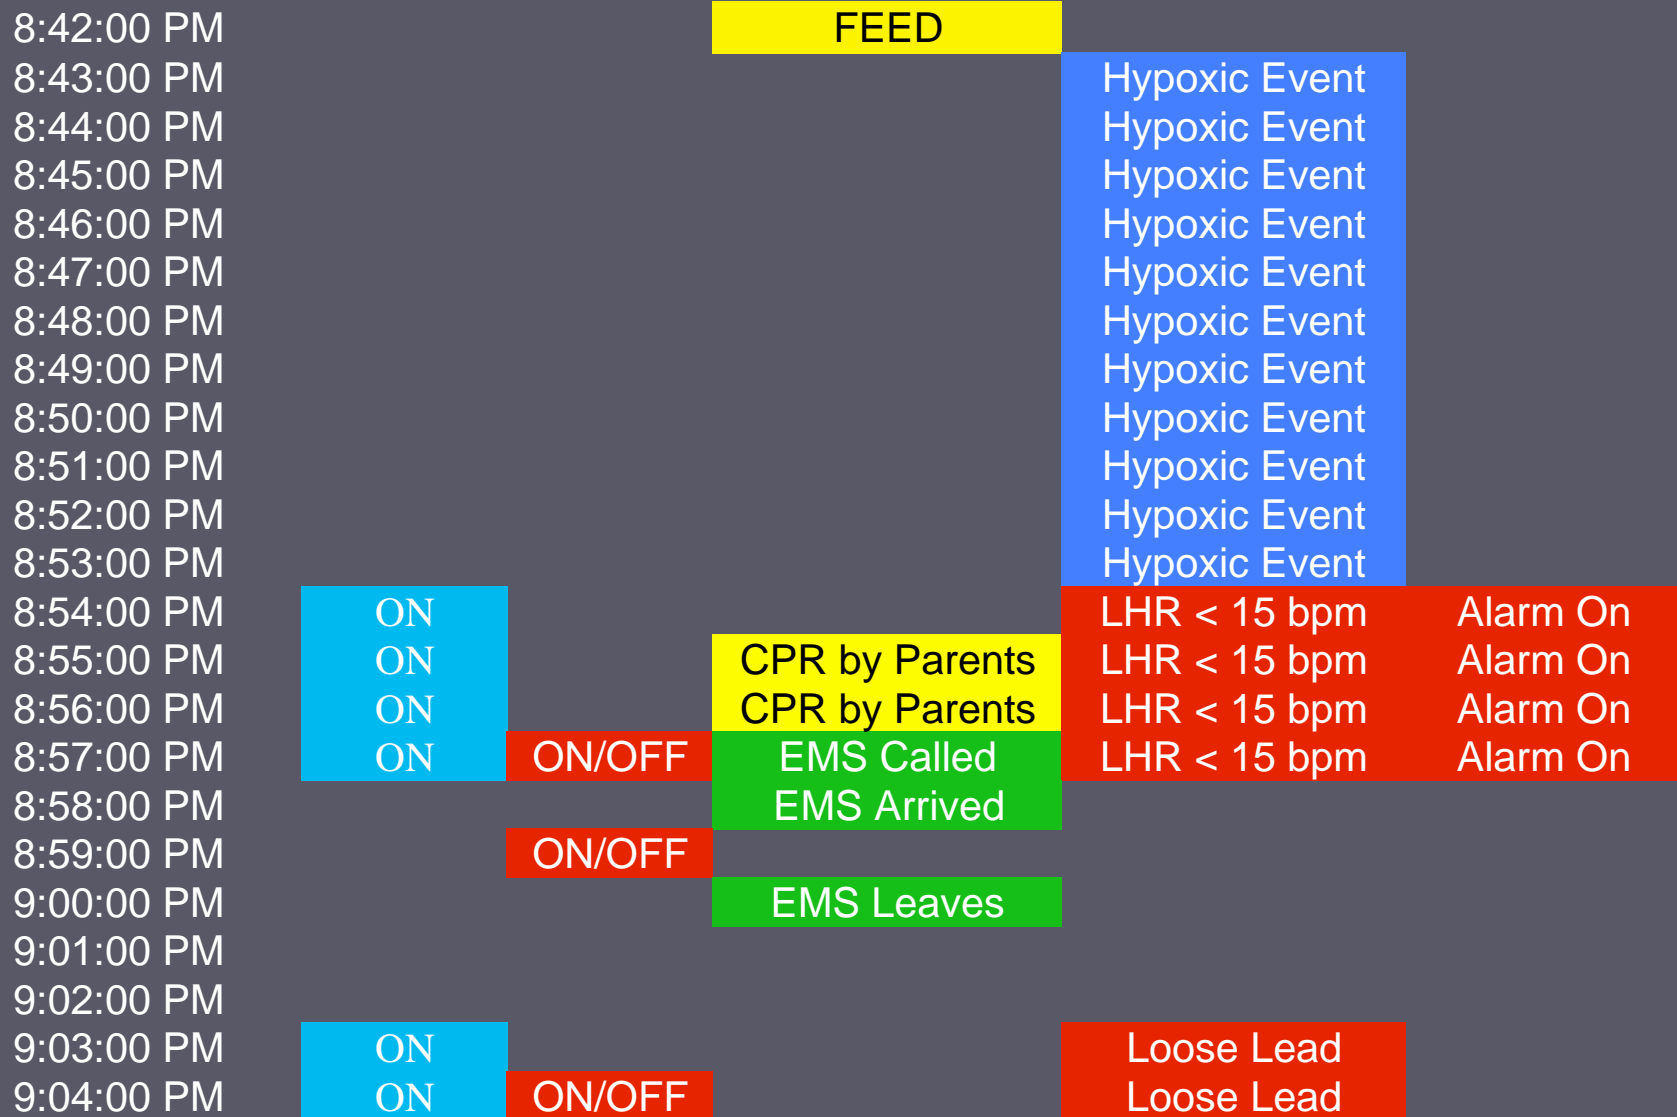 8:42:00 PM FEED
8:43:00 PM Hypoxic Event
8:44:00 PM Hypoxic Event
8:45:00 PM Hypoxic Event
8:46:00 PM Hypoxic Event
8:47:00 PM Hypoxic Event
8:48:00 PM Hypoxic Event
8:49:00 PM Hypoxic Event
8:50:00 PM Hypoxic Event
8:51:00 PM Hypoxic Event
8:52:00 PM Hypoxic Event
8:53:00 PM Hypoxic Event
8:54:00 PM ON LHR < 15 bpm Alarm On
8:55:00 PM ON CPR by Parents LHR < 15 bpm Alarm On
8:56:00 PM ON CPR by Parents LHR < 15 bpm Alarm On
8:57:00 PM ON ON/OFF EMS Called LHR < 15 bpm Alarm On
8:58:00 PM EMS Arrived
8:59:00 PM ON/OFF
9:00:00 PM EMS Leaves
9:01:00 PM
9:02:00 PM
9:03:00 PM ON Loose Lead
9:04:00 PM ON ON/OFF Loose Lead